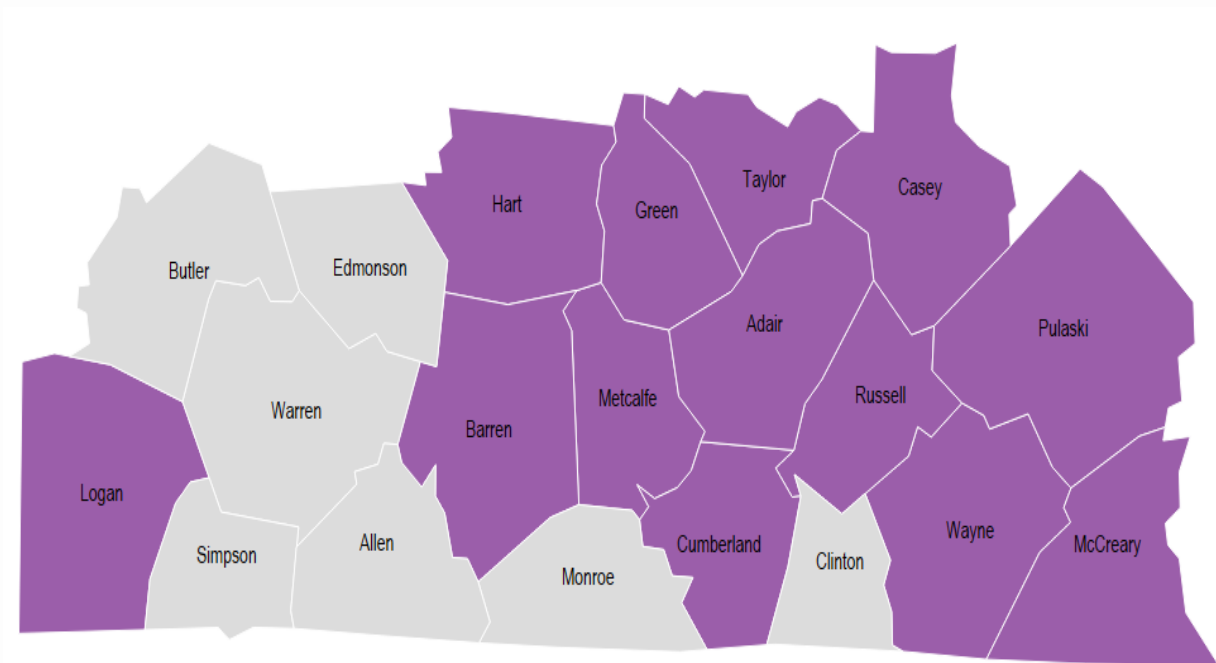 Casey
Taylor
Hart
Green
Edmonson
Butler
Adair
Pulaski
Russell
Metcalfe
Warren
Barren
Logan
Wayne
Allen
Cumberland
McCreary
Simpson
Clinton
Monroe